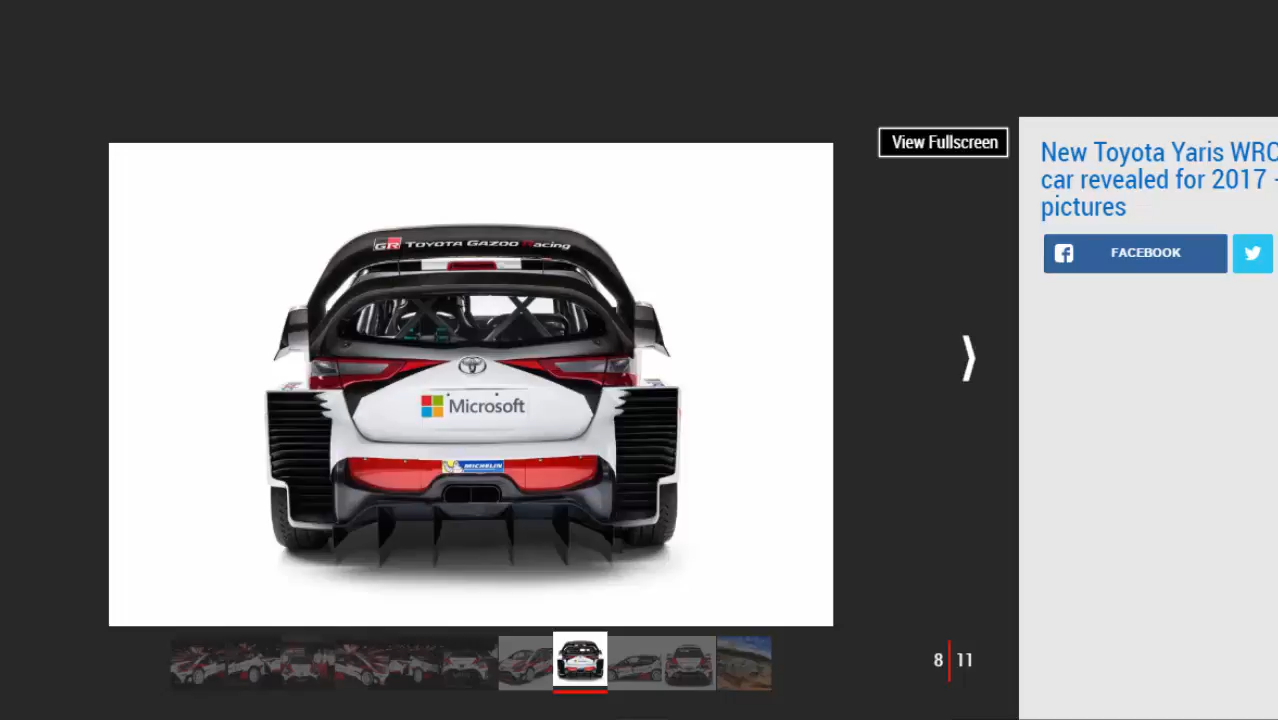 View Fullscreen
New Toyota Yaris WRC
car revealed for 2017 -
pictures
FACEBOOK
GR TOYOTA GAZOO Racing
Microsoft
MICHELIN
8 11